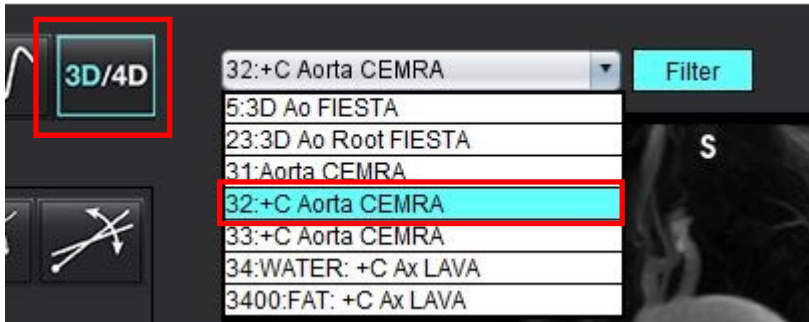 3D/4D
32:+C Aorta CEMRA
Filter
5:3D Ao FIESTA
23:3D Ao Root FIESTA
31:Aorta CEMRA
32:+C Aorta CEMRA
33:+C Aorta CEMRA
34:WATER: +C Ax LAVA
3400:FAT: +C Ax LAVA
S